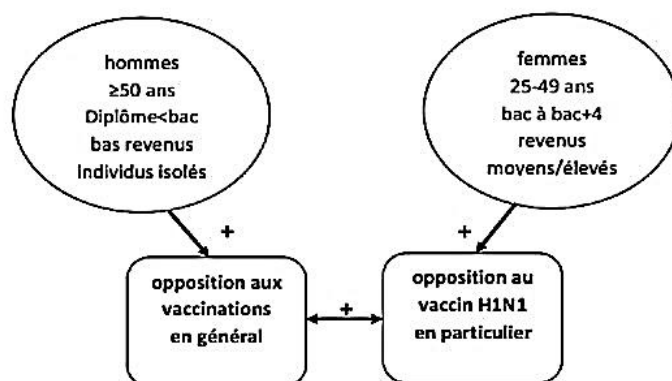 hommes
≥50 ans
Diplôme<bac
bas revenus
Individus isolés
femmes
25-49 ans
bac à bac+4
revenus
moyens/élevés
+
+
opposition aux
vaccinations
en général
+
opposition au
vaccin H1N1
en particulier